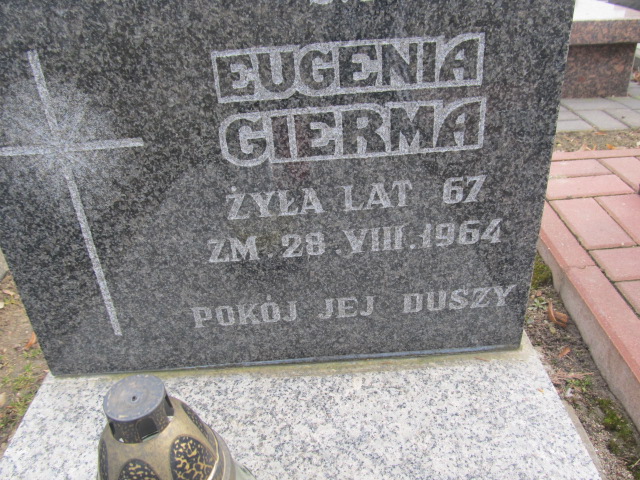 EUGENIA
GIERMA
ŻYŁA LAT 67
ZM. 28.VIII.1964
POKÓJ JEJ DUSZY